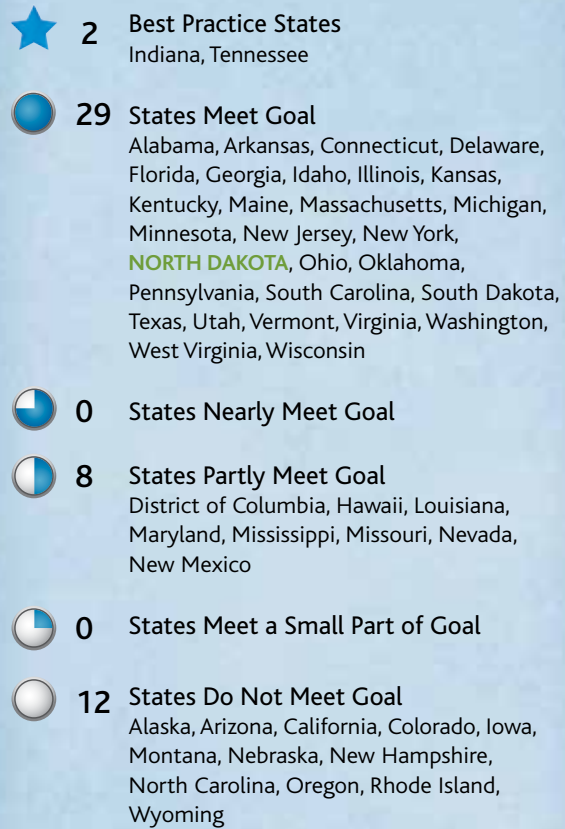 2 Best Practice States
Indiana, Tennessee
29 States Meet Goal
Alabama, Arkansas, Connecticut, Delaware,
Florida, Georgia, Idaho, Illinois, Kansas,
Kentucky, Maine, Massachusetts, Michigan,
Minnesota, New Jersey, New York,
NORTH DAKOTA, Ohio, Oklahoma,
Pennsylvania, South Carolina, South Dakota,
Texas, Utah, Vermont, Virginia, Washington,
West Virginia, Wisconsin
0 States Nearly Meet Goal
8 States Partly Meet Goal
District of Columbia, Hawaii, Louisiana,
Maryland, Mississippi, Missouri, Nevada,
New Mexico
0 States Meet a Small Part of Goal
12 States Do Not Meet Goal
Alaska, Arizona, California, Colorado, Iowa,
Montana, Nebraska, New Hampshire,
North Carolina, Oregon, Rhode Island,
Wyoming